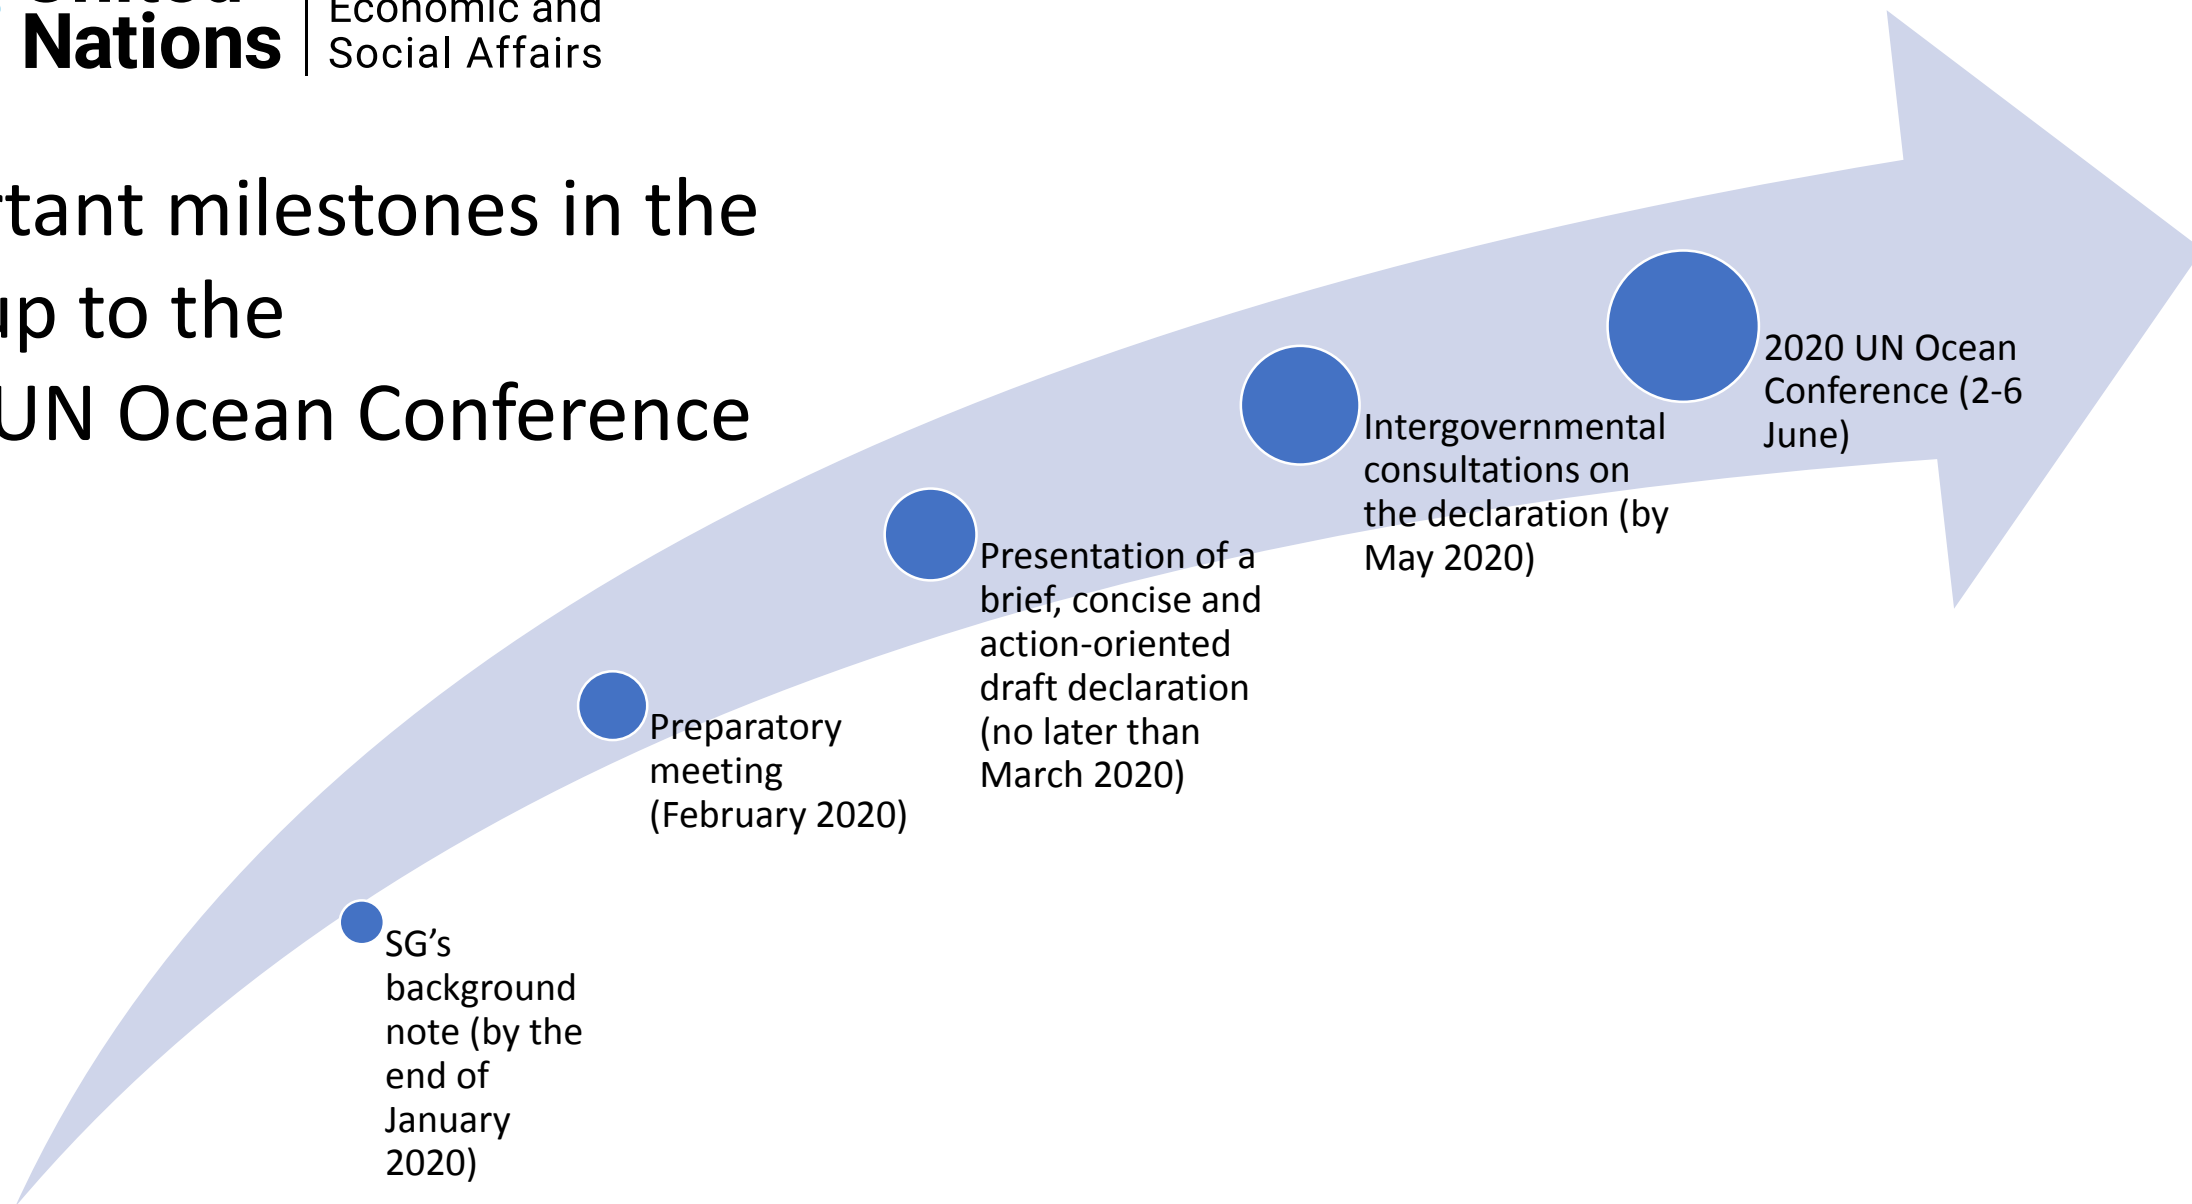 Economic and
Nations
Social Affairs
milestones in the
up to the
UN Ocean Conference
2020 UN Ocean
Conference (2-6
June)
Intergovernmental
consultations on
the declaration (by
May 2020)
Presentation of a
brief, concise and
action-oriented
draft declaration
(no later than
March 2020)
Preparatory
meeting
(February 2020)
SG’s
background
note (by the
end of
January
2020)